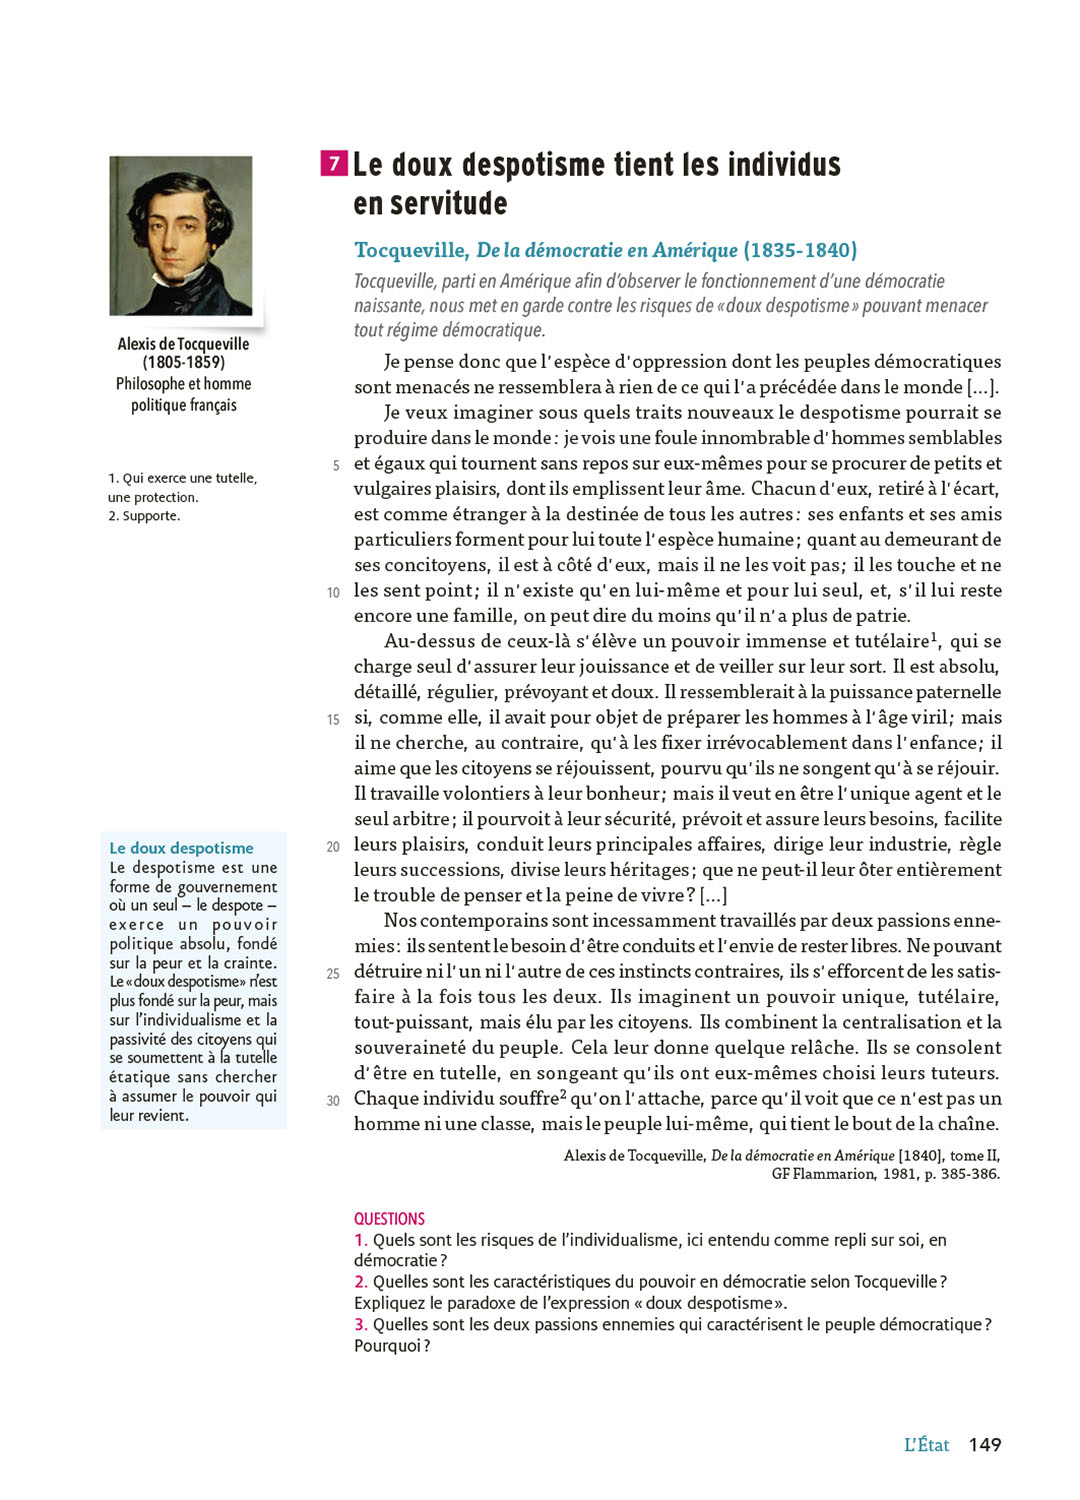 7 Le doux despotisme tient les individus
en servitude
Tocqueville, De la démocratie en Amérique (1835-1840)
Tocqueville, parti en Amérique afin d'observer le fonctionnement d'une démocratie
naissante, nous met en garde contre les risques de « doux despotisme » pouvant menacer
tout régime démocratique.
Alexis de Tocqueville
(1805-1859)
Philosophe et homme
politique français
1. Qui exerce une tutelle,
une protection.
2. Supporte.
Je pense donc que l'espèce d'oppression dont les peuples démocratiques
sont menacés ne ressemblera à rien de ce qui l'a précédée dans le monde […].
Je veux imaginer sous quels traits nouveaux le despotisme pourrait se
produire dans le monde : je vois une foule innombrable d'hommes semblables
5 et égaux qui tournent sans repos sur eux-mêmes pour se procurer de petits et
vulgaires plaisirs, dont ils emplissent leur âme. Chacun d'eux, retiré à l'écart,
est comme étranger à la destinée de tous les autres : ses enfants et ses amis
particuliers forment pour lui toute l'espèce humaine ; quant au demeurant de
ses concitoyens, il est à côté d'eux, mais il ne les voit pas ; il les touche et ne
10 les sent point ; il n'existe qu'en lui-même et pour lui seul, et, s'il lui reste
encore une famille, on peut dire du moins qu'il n'a plus de patrie.
Au-dessus de ceux-là s'élève un pouvoir immense et tutélaire1, qui se
charge seul d'assurer leur jouissance et de veiller sur leur sort. Il est absolu,
détaillé, régulier, prévoyant et doux. Il ressemblerait à la puissance paternelle
15 si, comme elle, il avait pour objet de préparer les hommes à l'âge viril ; mais
il ne cherche, au contraire, qu'à les fixer irrévocablement dans l'enfance ; il
aime que les citoyens se réjouissent, pourvu qu'ils ne songent qu'à se réjouir.
Il travaille volontiers à leur bonheur ; mais il veut en être l'unique agent et le
seul arbitre ; il pourvoit à leur sécurité, prévoit et assure leurs besoins, facilite
20 leurs plaisirs, conduit leurs principales affaires, dirige leur industrie, règle
leurs successions, divise leurs héritages ; que ne peut-il leur ôter entièrement
le trouble de penser et la peine de vivre ? […]
Nos contemporains sont incessamment travaillés par deux passions enne-
mies : ils sentent le besoin d'être conduits et l'envie de rester libres. Ne pouvant
25 détruire ni l'un ni l'autre de ces instincts contraires, ils s'efforcent de les satis-
faire à la fois tous les deux. Ils imaginent un pouvoir unique, tutélaire,
tout-puissant, mais élu par les citoyens. Ils combinent la centralisation et la
souveraineté du peuple. Cela leur donne quelque relâche. Ils se consolent
d'être en tutelle, en songeant qu'ils ont eux-mêmes choisi leurs tuteurs.
30 Chaque individu souffre2 qu'on l'attache, parce qu'il voit que ce n'est pas un
homme ni une classe, mais le peuple lui-même, qui tient le bout de la chaîne.
Alexis de Tocqueville, De la démocratie en Amérique [1840], tome II,
GF Flammarion, 1981, p. 385-386.
Le doux despotisme
Le despotisme est une
forme de gouvernement
où un seul – le despote –
exerce un pouvoir
politique absolu, fondé
sur la peur et la crainte.
Le « doux despotisme » n'est
plus fondé sur la peur, mais
sur l'individualisme et la
passivité des citoyens qui
se soumettent à la tutelle
étatique sans chercher
à assumer le pouvoir qui
leur revient.
QUESTIONS
1. Quels sont les risques de l'individualisme, ici entendu comme repli sur soi, en
démocratie ?
2. Quelles sont les caractéristiques du pouvoir en démocratie selon Tocqueville ?
Expliquez le paradoxe de l'expression « doux despotisme ».
3. Quelles sont les deux passions ennemies qui caractérisent le peuple démocratique ?
Pourquoi ?
L'État 149